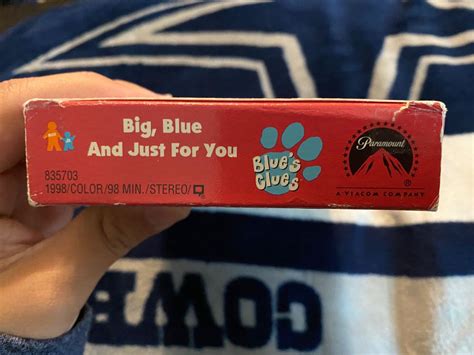 Big, Blue
And Just For You
835703
1998/COLOR/98 MIN./STEREO/
Blue's
Clues
Paramount
A VIACOM COMPANY
COWB